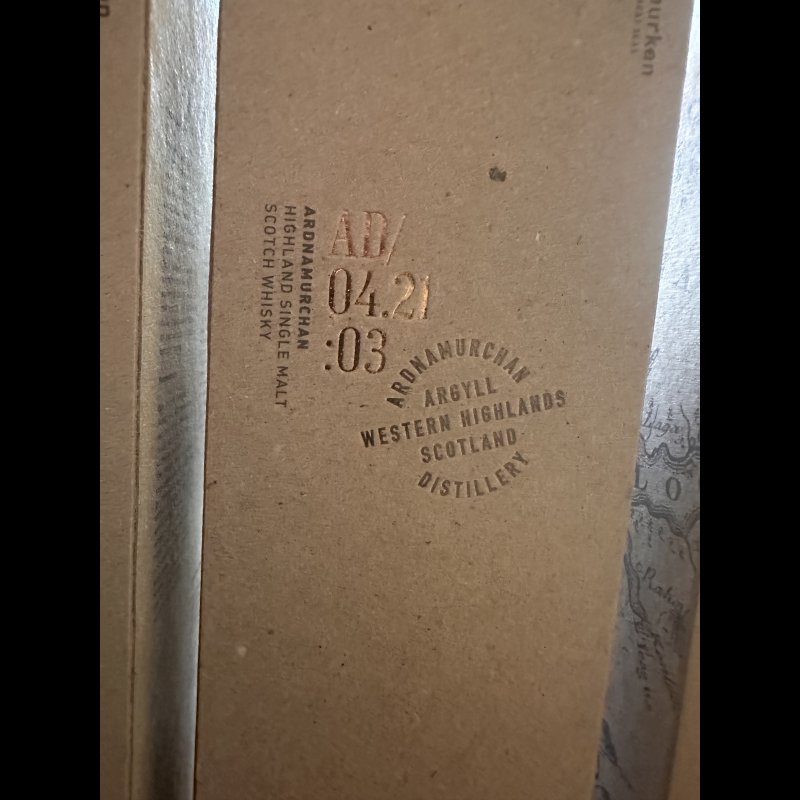 AD/
04.21
:03
ARDNAMURCHAN
HIGHLAND SINGLE MALT
SCOTCH WHISKY
ARDNAMURCHAN
ARGYLL
WESTERN HIGHLANDS
SCOTLAND
DISTILLERY
L O